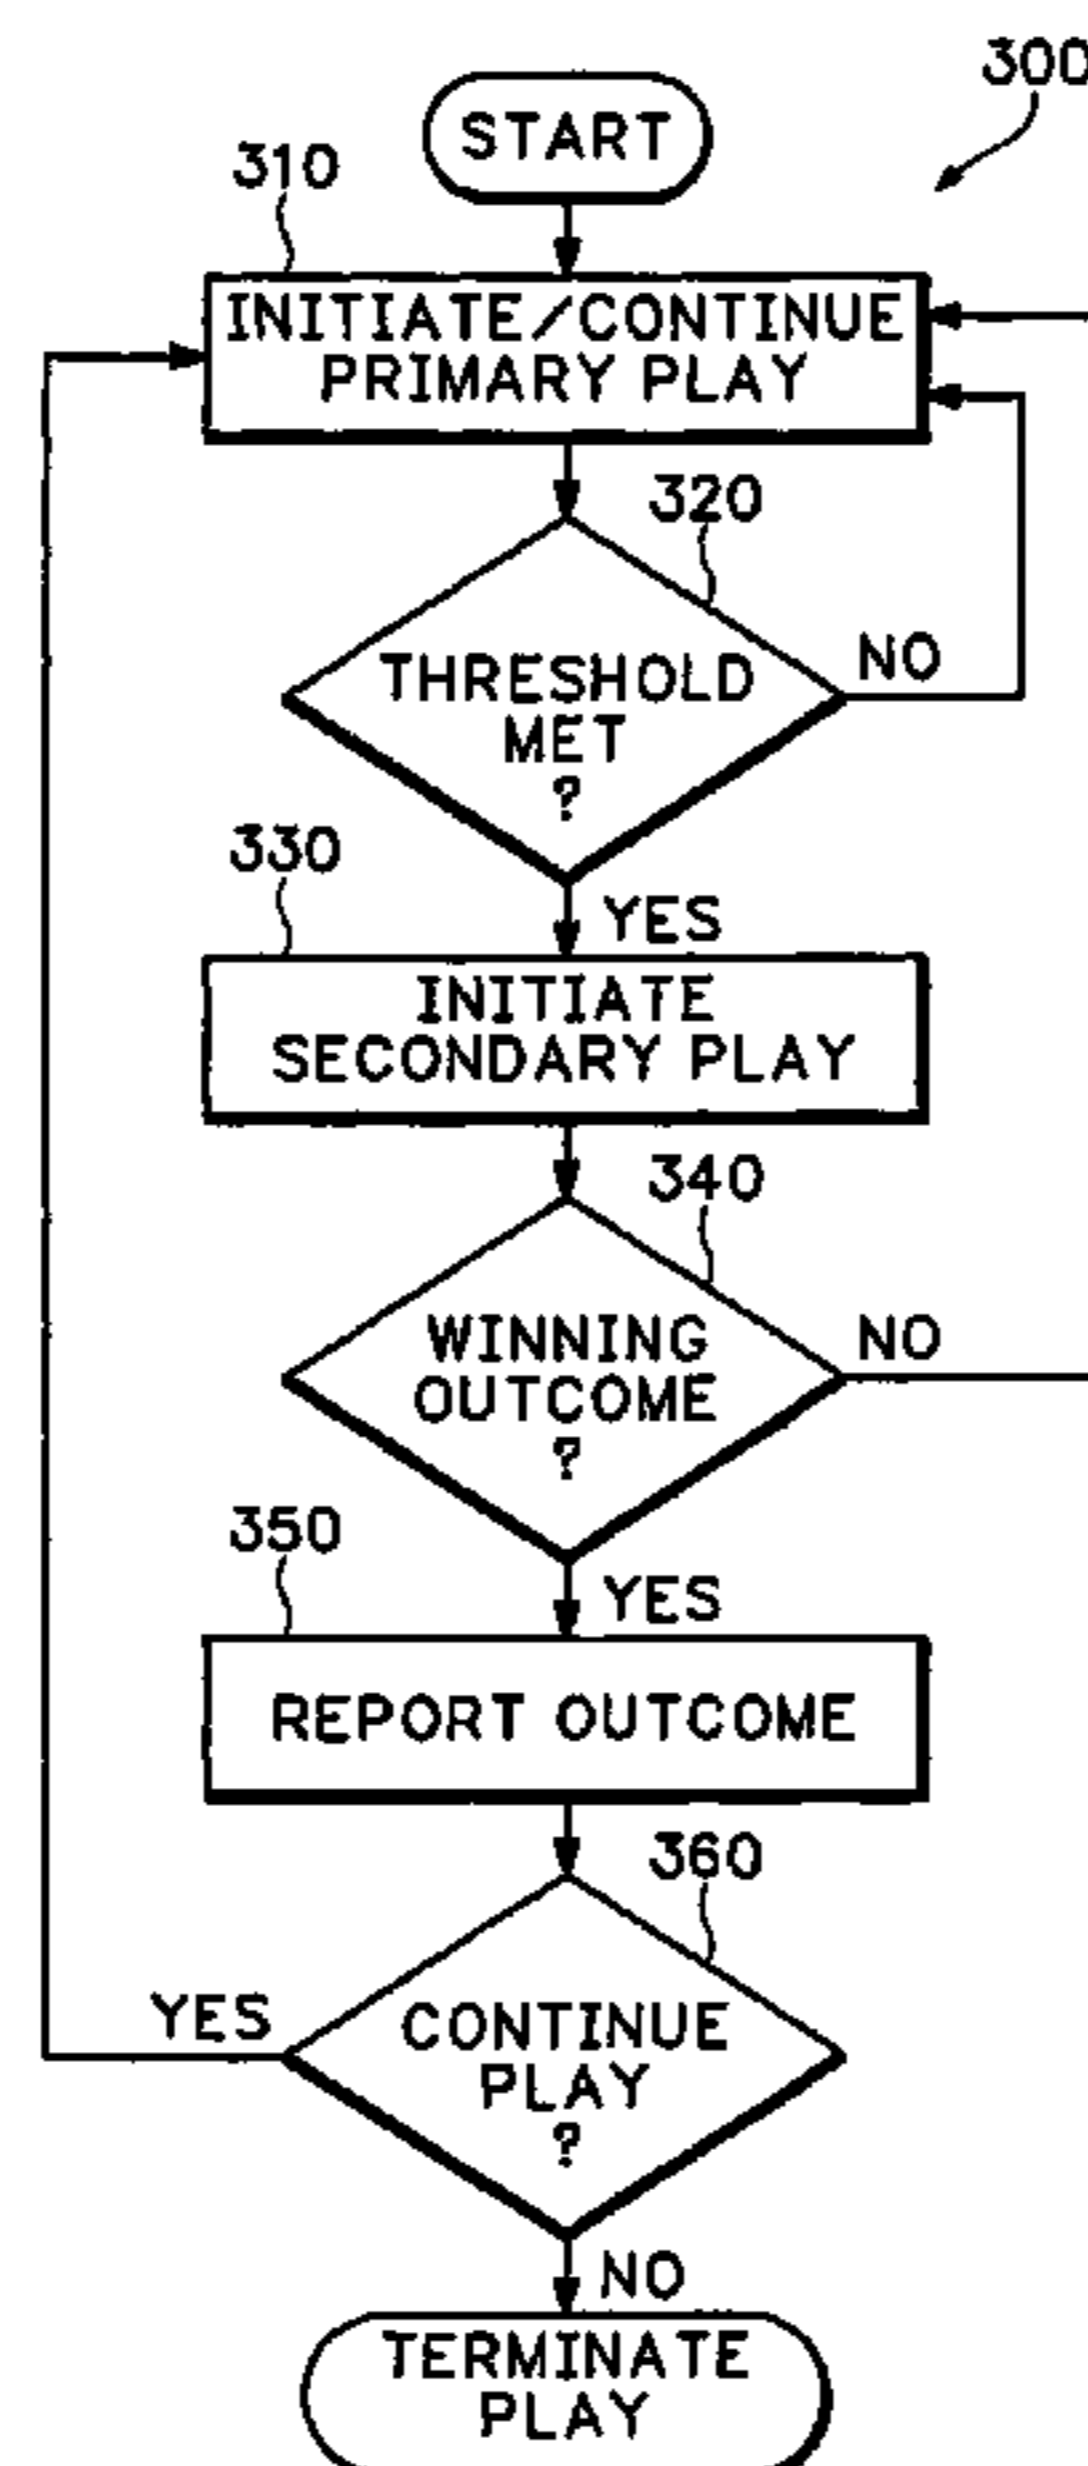 300
START
310
INITIATE/CONTINUE
PRIMARY PLAY
320
THRESHOLD
MET
?
NO
YES
330
INITIATE
SECONDARY PLAY
340
WINNING
OUTCOME
?
NO
YES
350
REPORT OUTCOME
360
CONTINUE
PLAY
?
YES
NO
TERMINATE
PLAY